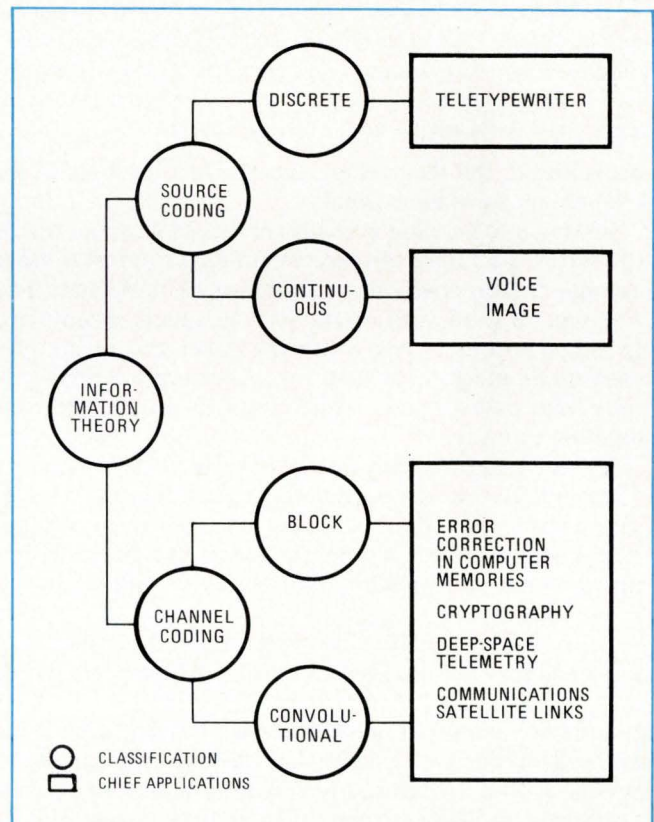 DISCRETE
TELETYPEWRITER
SOURCE
CODING
CONTINU-
OUS
VOICE
IMAGE
INFOR-
MATION
THEORY
BLOCK
ERROR
CORRECTION
IN COMPUTER
MEMORIES
CRYPTOGRAPHY
DEEP-SPACE
TELEMETRY
COMMUNICATIONS
SATELLITE LINKS
CHANNEL
CODING
CONVOLU-
TIONAL
CLASSIFICATION
CHIEF APPLICATIONS